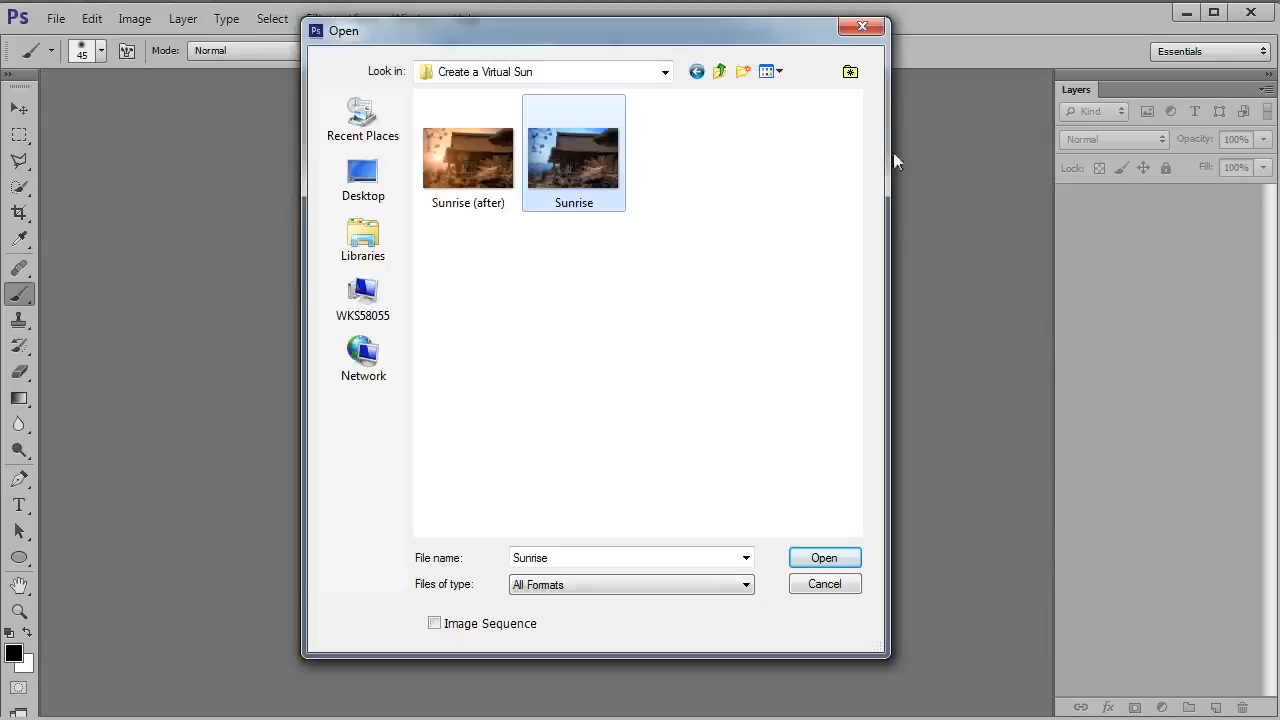 Ps File Edit Image Layer Type Select
45 Mode: Normal Essentials
Ps Open
Look in: Create a Virtual Sun
Recent Places
Desktop
Libraries
WKS58055
Network
Sunrise (after) Sunrise
File name: Sunrise Open
Files of type: All Formats Cancel
Image Sequence
Layers
Kind T
Normal Opacity: 100%
Lock: Fill: 100%
T
fx